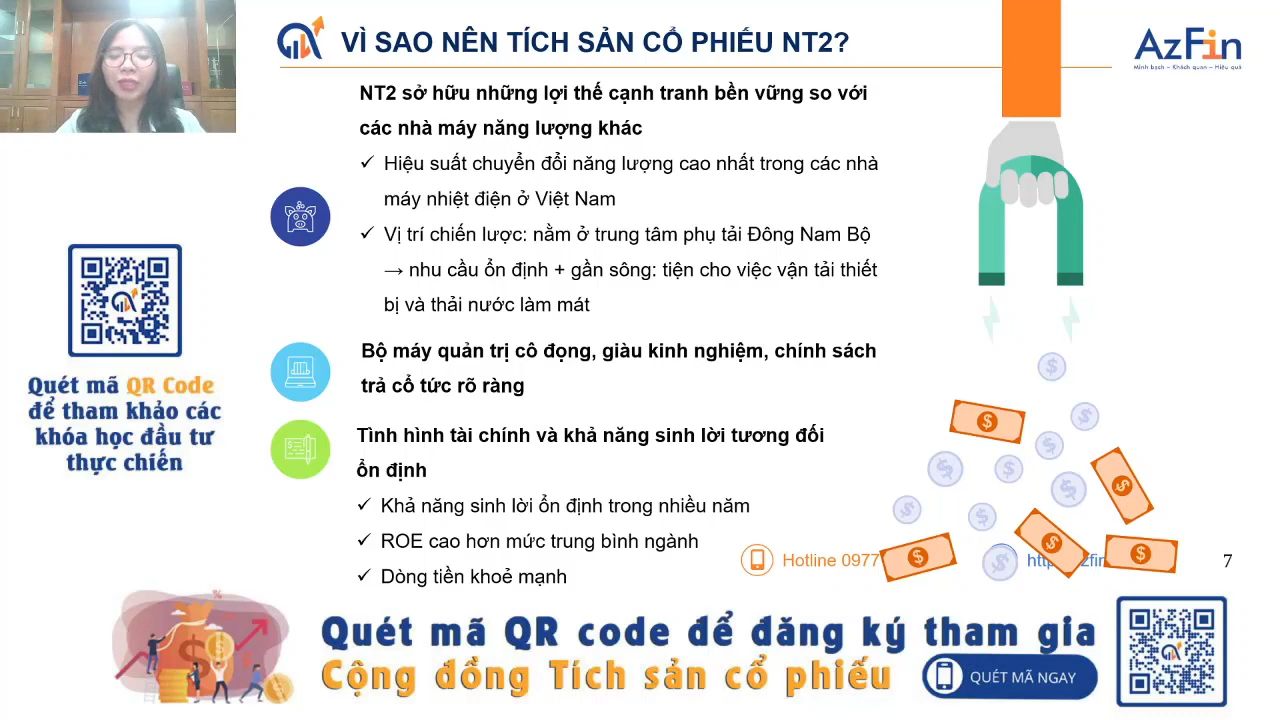 VÌ SAO NÊN TÍCH SẢN CỔ PHIẾU NT2?
AzFin
Minh bạch – Khách quan – Hiệu quả
NT2 sở hữu những lợi thế cạnh tranh bền vững so với
các nhà máy năng lượng khác
✓ Hiệu suất chuyển đổi năng lượng cao nhất trong các nhà
máy nhiệt điện ở Việt Nam
✓ Vị trí chiến lược: nằm ở trung tâm phụ tải Đông Nam Bộ
→ nhu cầu ổn định + gần sông: tiện cho việc vận tải thiết
bị và thải nước làm mát
Bộ máy quản trị cô đọng, giàu kinh nghiệm, chính sách
trả cổ tức rõ ràng
Tình hình tài chính và khả năng sinh lời tương đối
ổn định
✓ Khả năng sinh lời ổn định trong nhiều năm
✓ ROE cao hơn mức trung bình ngành
✓ Dòng tiền khoẻ mạnh
Quét mã QR Code
để tham khảo các
khóa học đầu tư
thực chiến
Hotline 0977
7
Quét mã QR code để đăng ký tham gia
Cộng đồng Tích sản cổ phiếu
QUÉT MÃ NGAY